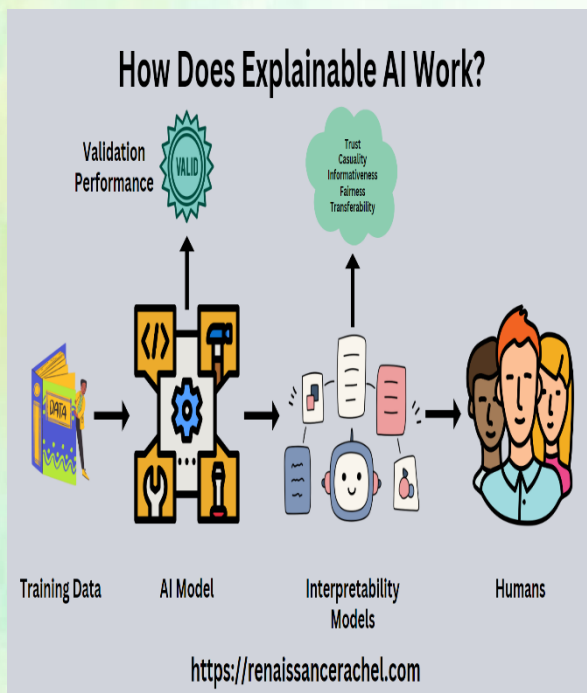 How Does Explainable AI Work?
Validation
Performance
VALID
Trust
Casuality
Informativeness
Fairness
Transferability
</>
DATA
Training Data
AI Model
Interpretability
Models
Humans
https://renaissancerachel.com